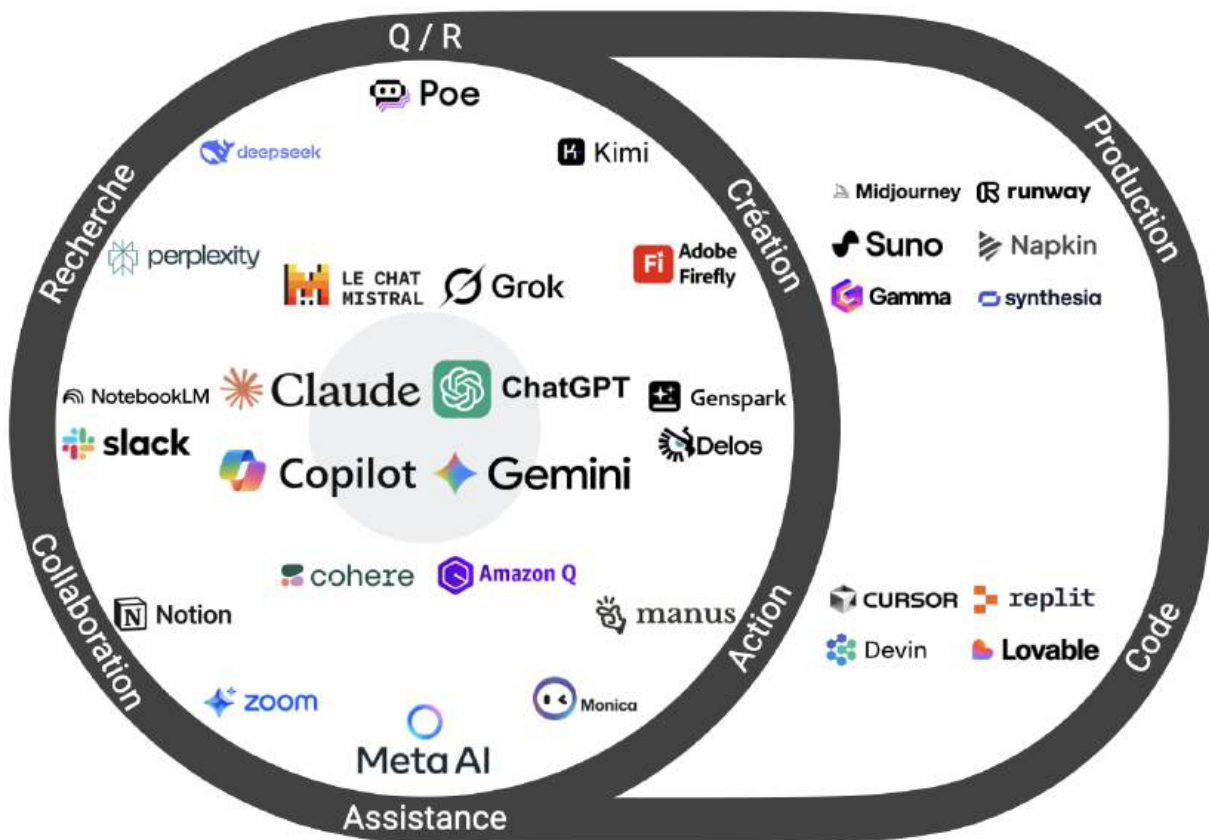 Q / R
Poe
deepseek
Kimi
Recherche
Création
Production
perplexity
LE CHAT
MISTRAL
Grok
Adobe
Firefly
Midjourney
runway
Suno
Napkin
Gamma
synthesia
NotebookLM
Claude
ChatGPT
Genspark
slack
Copilot
Gemini
Delos
Collaboration
cohere
Amazon Q
Notion
manus
Action
CURSOR
replit
Devin
Lovable
Code
zoom
Monica
Meta AI
Assistance